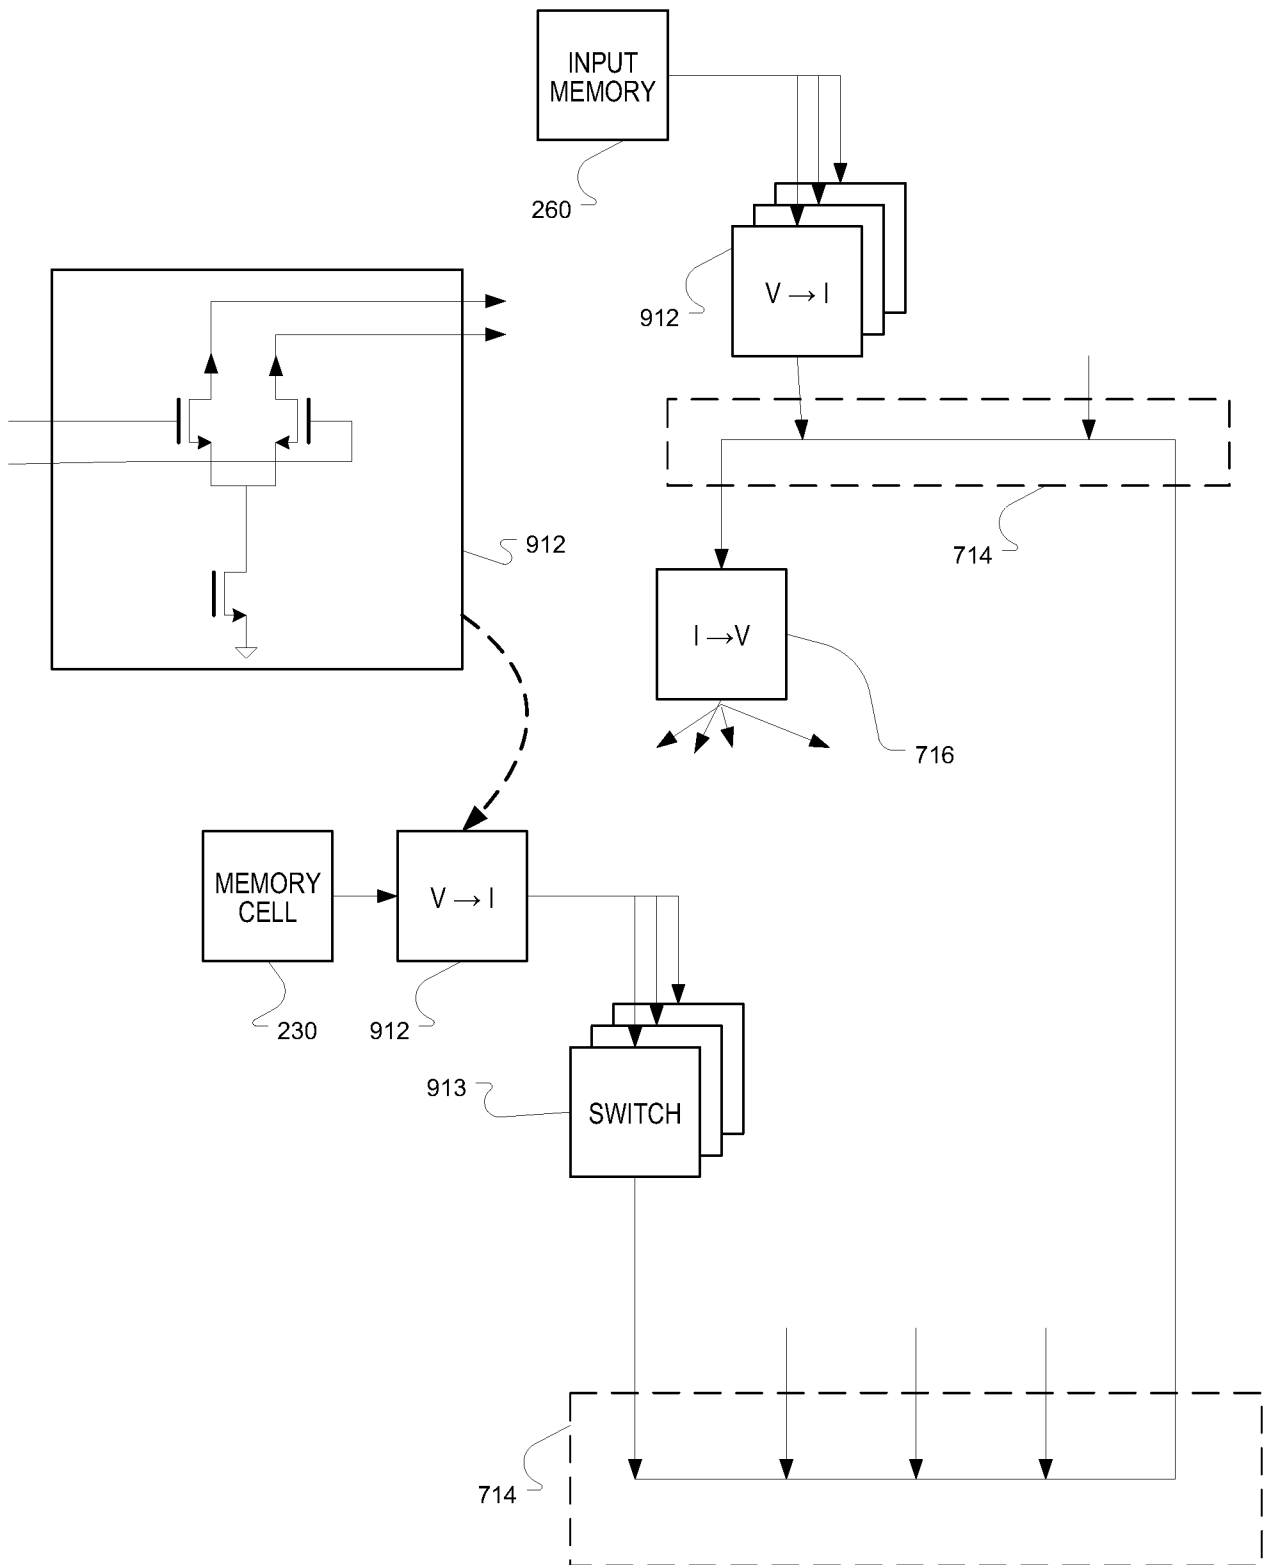 INPUT
MEMORY
260
912
V → I
912
714
I →V
716
MEMORY
CELL
V → I
230
912
913
SWITCH
714